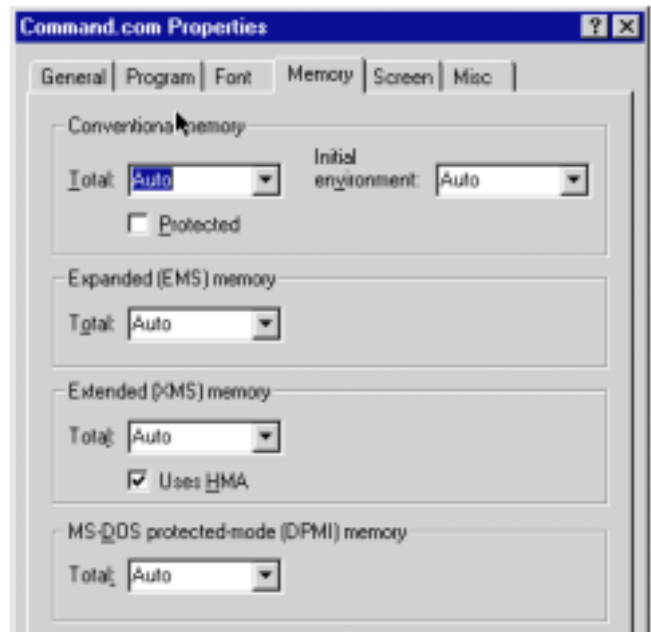 Command.com Properties
General Program Font Memory Screen Misc
Conventional memory
Total: Auto Initial environment: Auto
Protected
Expanded (EMS) memory
Total: Auto
Extended (XMS) memory
Total: Auto
Uses HMA
MS-DOS protected-mode (DPMI) memory
Total: Auto